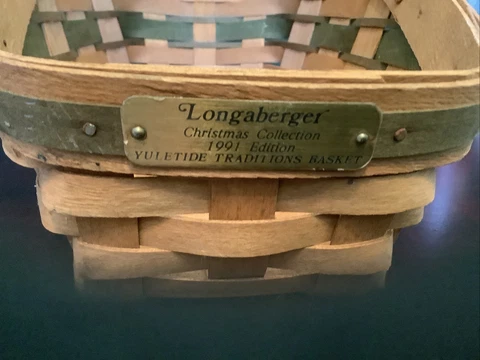 Longaberger
Christmas Collection
1991 Edition
YULETIDE TRADITIONS BASKET